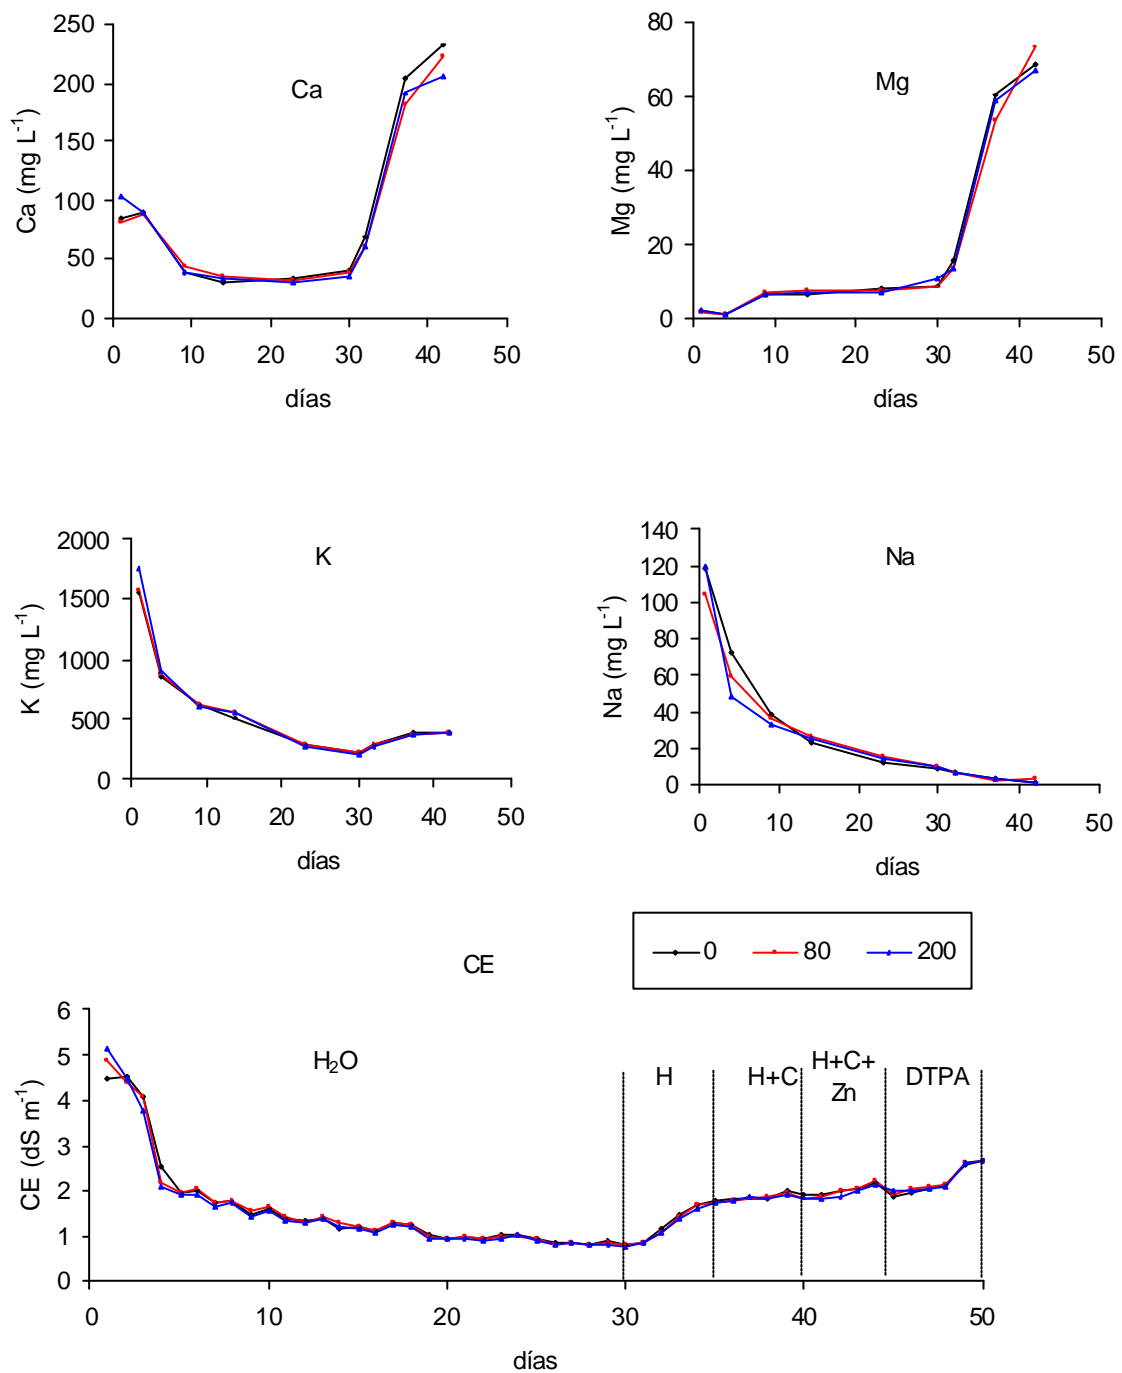 Ca
Ca (mg L-1)
250
200
150
100
50
0
0 10 20 30 40 50
días
Mg
Mg (mg L-1)
80
60
40
20
0
0 10 20 30 40 50
días
K
K (mg L-1)
2000
1500
1000
500
0
0 10 20 30 40 50
días
Na
Na (mg L-1)
140
120
100
80
60
40
20
0
0 10 20 30 40 50
días
0 80 200
CE
CE (dS m-1)
6
5
4
3
2
1
0
H2O
H
H+C
H+C+
Zn
DTPA
0 10 20 30 40 50
días